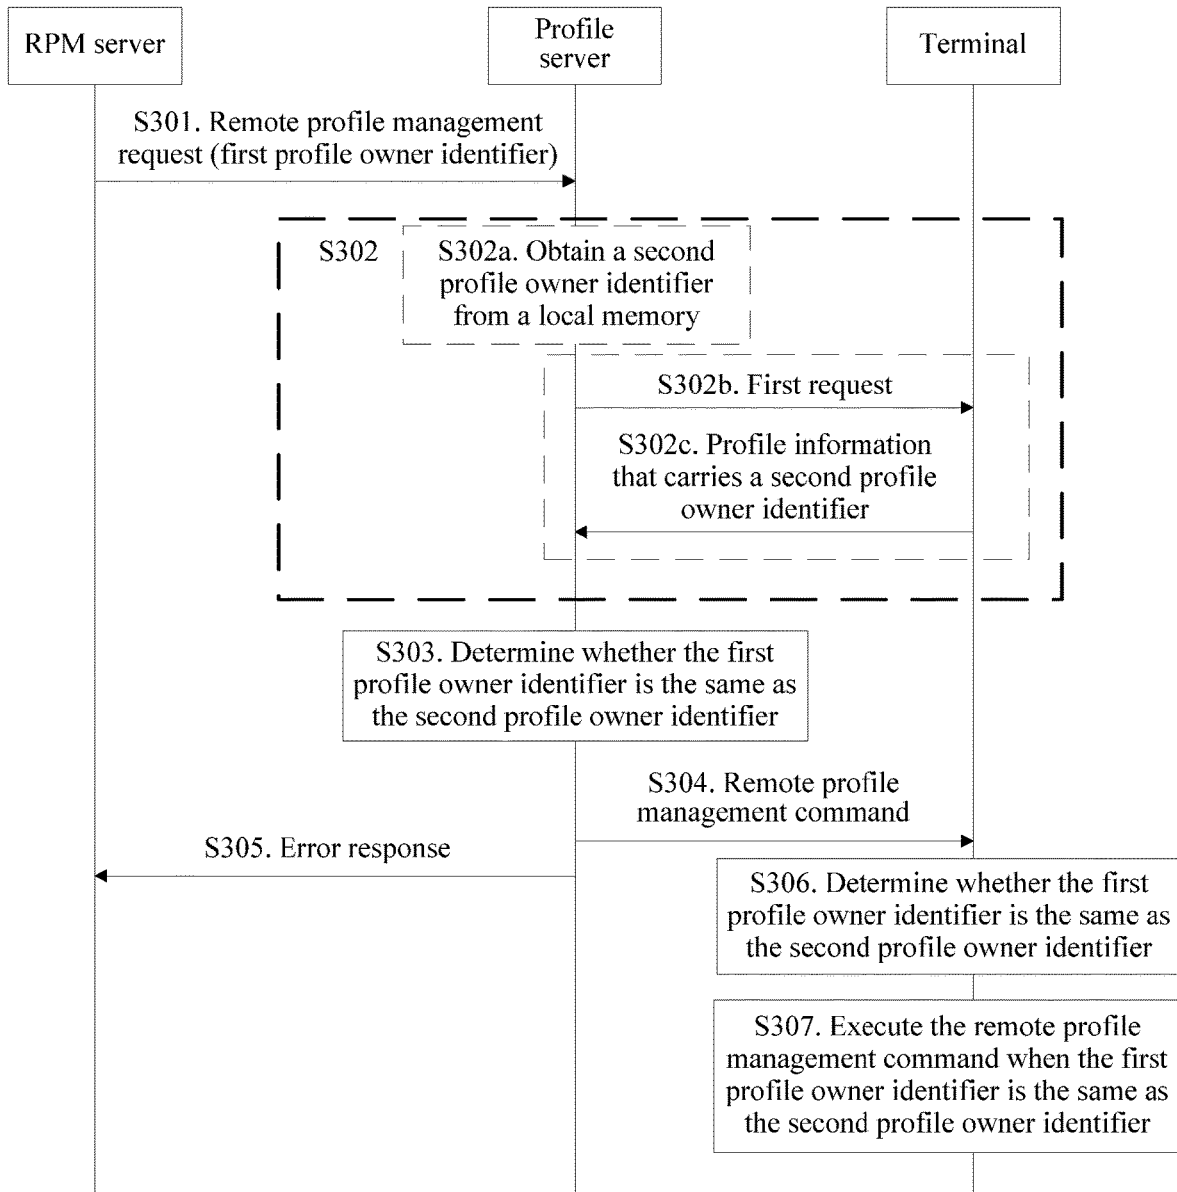 RPM server
Profile
server
Terminal
S301. Remote profile management
request (first profile owner identifier)
S302
S302a. Obtain a second
profile owner identifier
from a local memory
S302b. First request
S302c. Profile information
that carries a second profile
owner identifier
S303. Determine whether the first
profile owner identifier is the same as
the second profile owner identifier
S304. Remote profile
management command
S305. Error response
S306. Determine whether the first
profile owner identifier is the same as
the second profile owner identifier
S307. Execute the remote profile
management command when the first
profile owner identifier is the same as
the second profile owner identifier